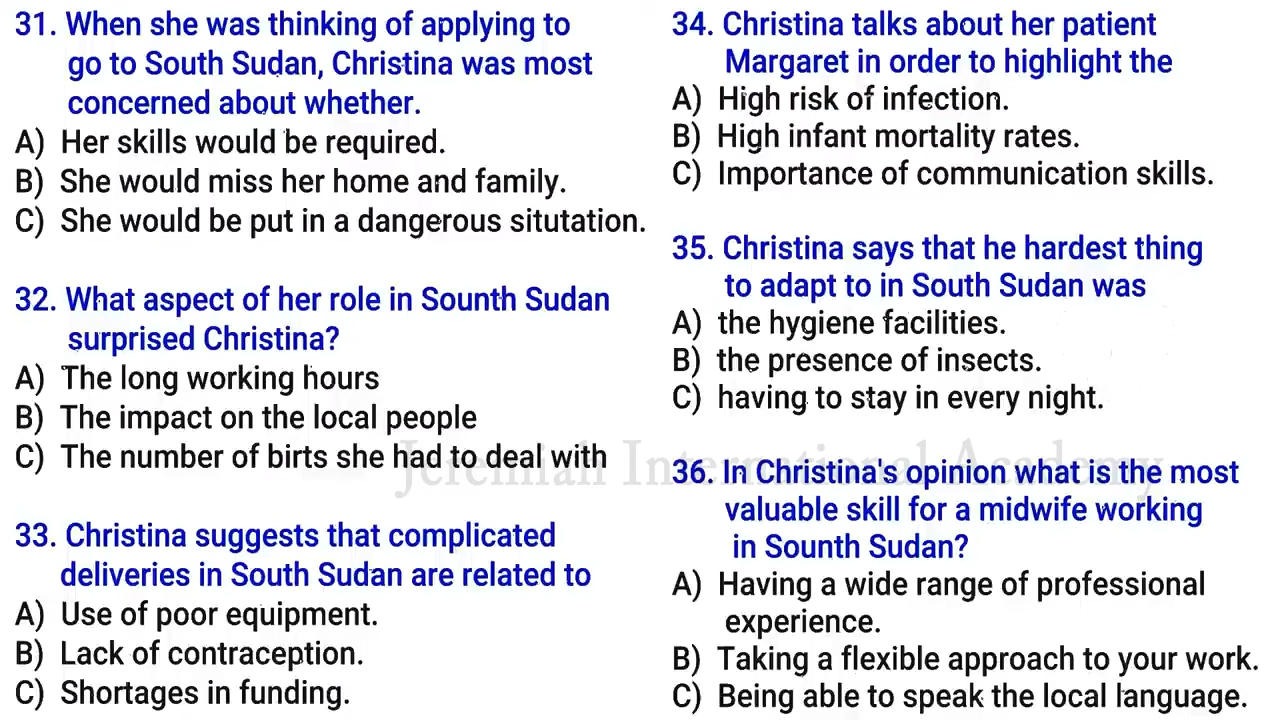 31. When she was thinking of applying to
go to South Sudan, Christina was most
concerned about whether.
A) Her skills would be required.
B) She would miss her home and family.
C) She would be put in a dangerous situtation.
32. What aspect of her role in Sounth Sudan
surprised Christina?
A) The long working hours
B) The impact on the local people
C) The number of birts she had to deal with
33. Christina suggests that complicated
deliveries in South Sudan are related to
A) Use of poor equipment.
B) Lack of contraception.
C) Shortages in funding.
34. Christina talks about her patient
Margaret in order to highlight the
A) High risk of infection.
B) High infant mortality rates.
C) Importance of communication skills.
35. Christina says that he hardest thing
to adapt to in South Sudan was
A) the hygiene facilities.
B) the presence of insects.
C) having to stay in every night.
36. In Christina's opinion what is the most
valuable skill for a midwife working
in Sounth Sudan?
A) Having a wide range of professional
experience.
B) Taking a flexible approach to your work.
C) Being able to speak the local language.
Jeremiah International Academy